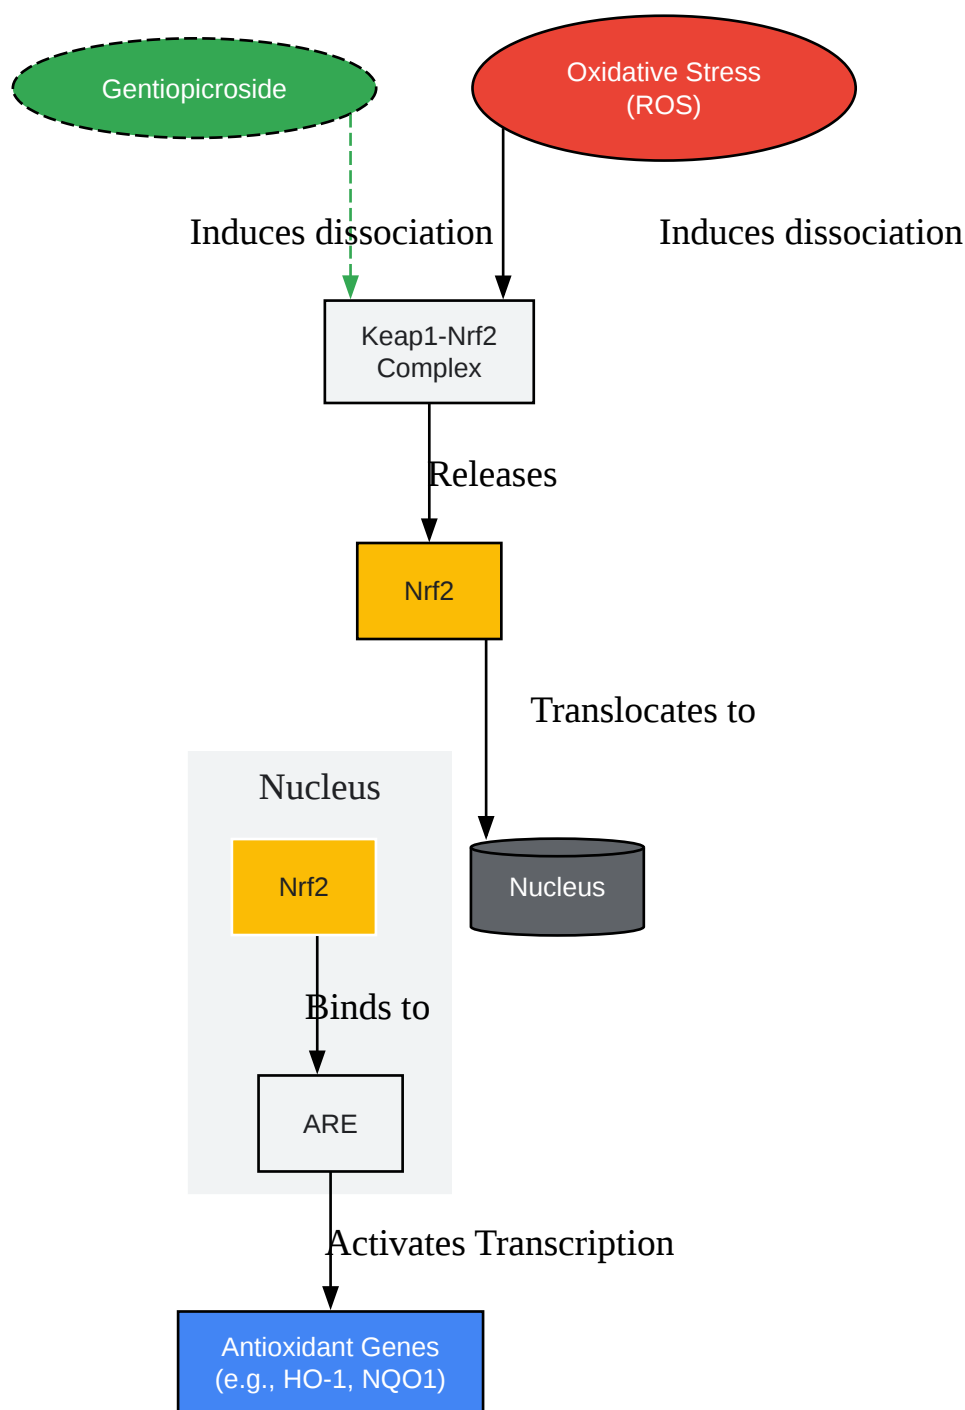 Gentiopicroside
Oxidative Stress
(ROS)
Induces dissociation
Induces dissociation
Keap1-Nrf2
Complex
Releases
Nrf2
Translocates to
Nucleus
Nrf2
Nucleus
Binds to
ARE
Activates Transcription
Antioxidant Genes
(e.g., HO-1, NQO1)